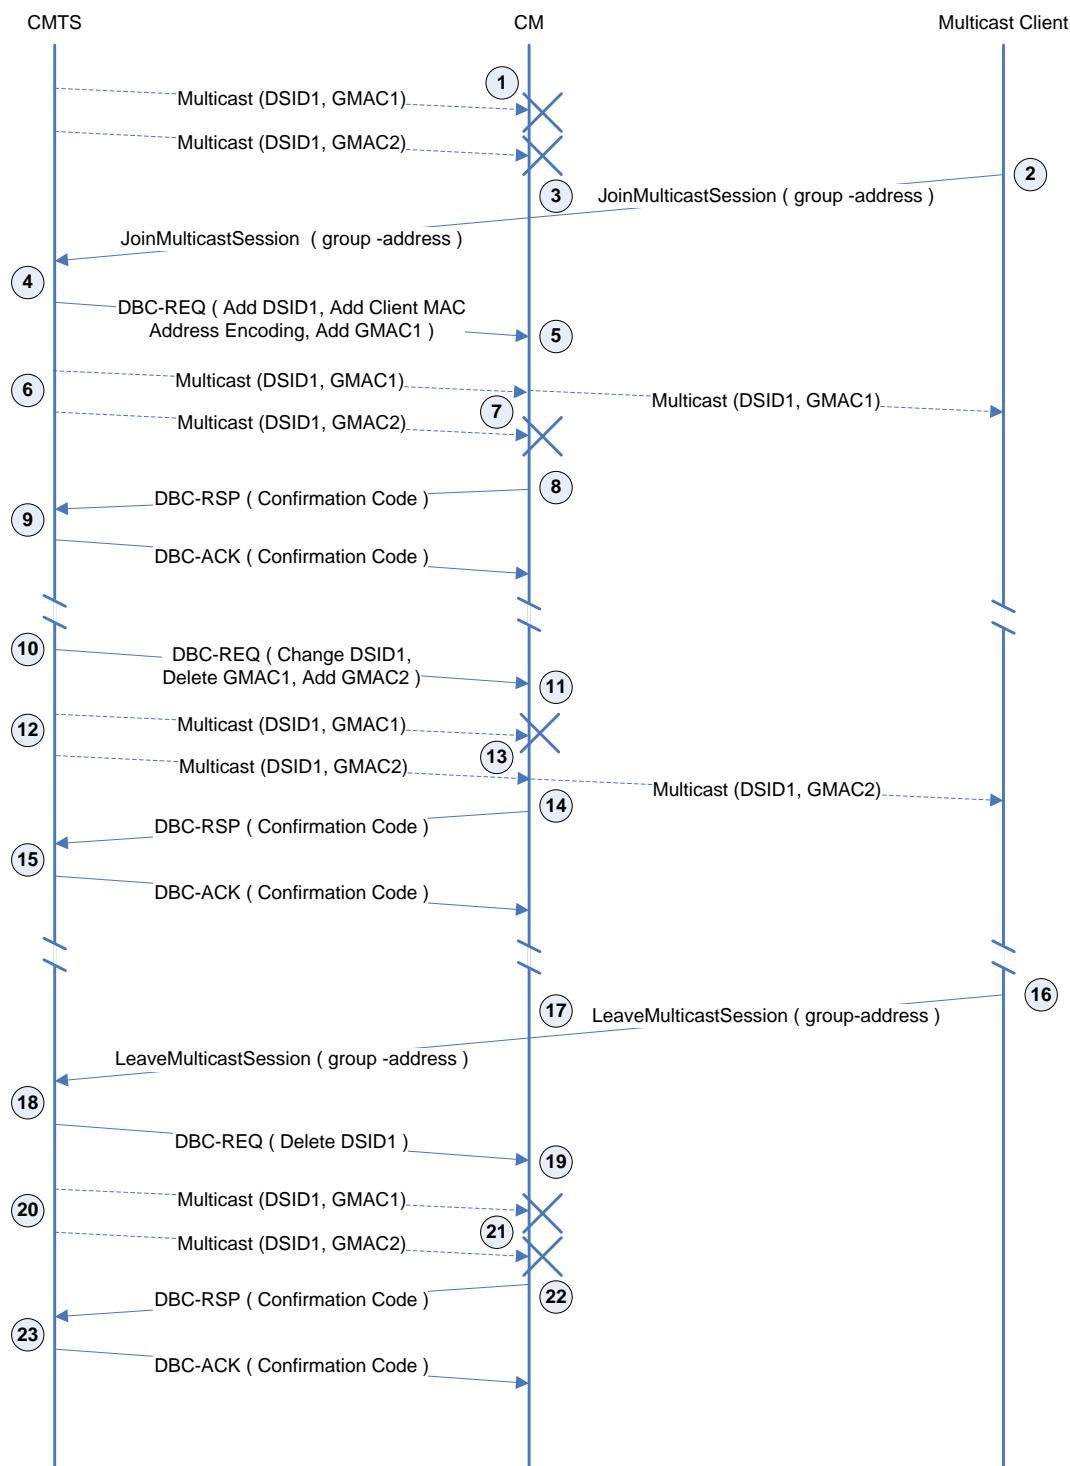 CMTS
CM
Multicast Client
1
Multicast (DSID1, GMAC1)
Multicast (DSID1, GMAC2)
2
3
JoinMulticastSession ( group -address )
JoinMulticastSession ( group -address )
4
DBC-REQ ( Add DSID1, Add Client MAC
Address Encoding, Add GMAC1 )
5
6
Multicast (DSID1, GMAC1)
Multicast (DSID1, GMAC1)
7
Multicast (DSID1, GMAC2)
8
DBC-RSP ( Confirmation Code )
9
DBC-ACK ( Confirmation Code )
10
DBC-REQ ( Change DSID1,
Delete GMAC1, Add GMAC2 )
11
12
Multicast (DSID1, GMAC1)
13
Multicast (DSID1, GMAC2)
Multicast (DSID1, GMAC2)
14
DBC-RSP ( Confirmation Code )
15
DBC-ACK ( Confirmation Code )
16
17
LeaveMulticastSession ( group-address )
LeaveMulticastSession ( group -address )
18
DBC-REQ ( Delete DSID1 )
19
Multicast (DSID1, GMAC1)
20
21
Multicast (DSID1, GMAC2)
22
DBC-RSP ( Confirmation Code )
23
DBC-ACK ( Confirmation Code )